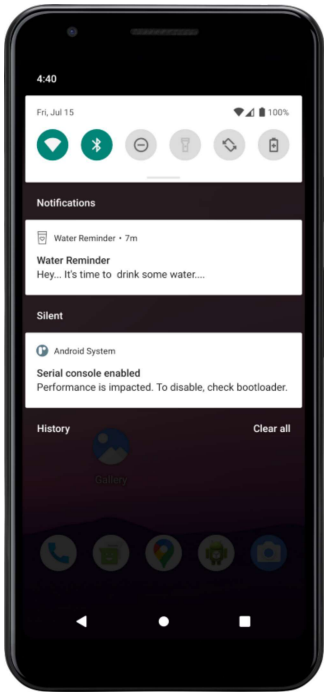 4:40
Fri, Jul 15
100%
Notifications
Water Reminder • 7m
Water Reminder
Hey... It's time to drink some water....
Silent
Android System
Serial console enabled
Performance is impacted. To disable, check bootloader.
History
Clear all
Gallery